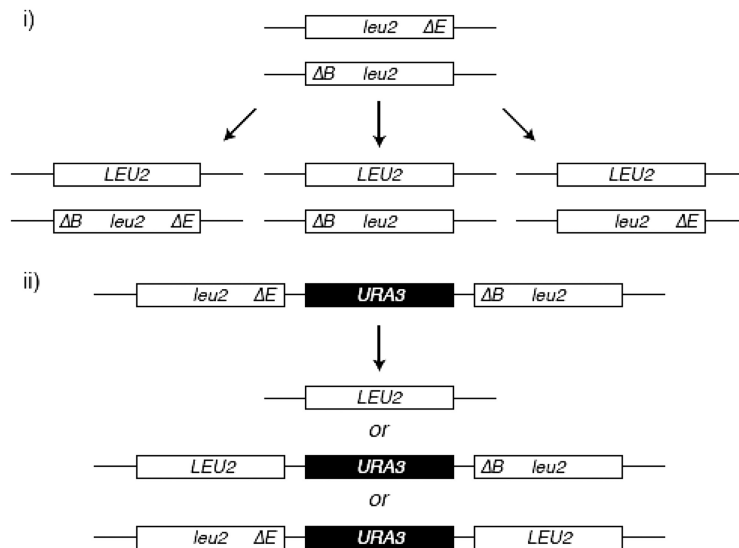 i)
leu2 ΔE
ΔB leu2
LEU2 LEU2 LEU2
ΔB leu2 ΔE ΔB leu2 leu2 ΔE
ii)
leu2 ΔE URA3 ΔB leu2
LEU2
or
LEU2 URA3 ΔB leu2
or
leu2 ΔE URA3 LEU2